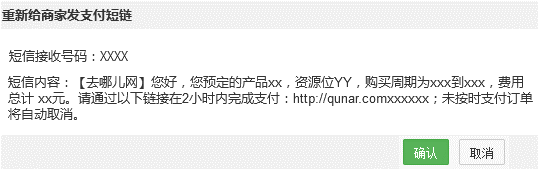 重新给商家发支付短链
短信接收号码：XXXX
短信内容：【去哪儿网】您好，您预定的产品xx，资源位YY，购买周期为xxx到xxx，费用
总计 xx元。请通过以下链接在2小时内完成支付：http://qunar.comxxxxxx；未按时支付订单
将自动取消。
确认 取消